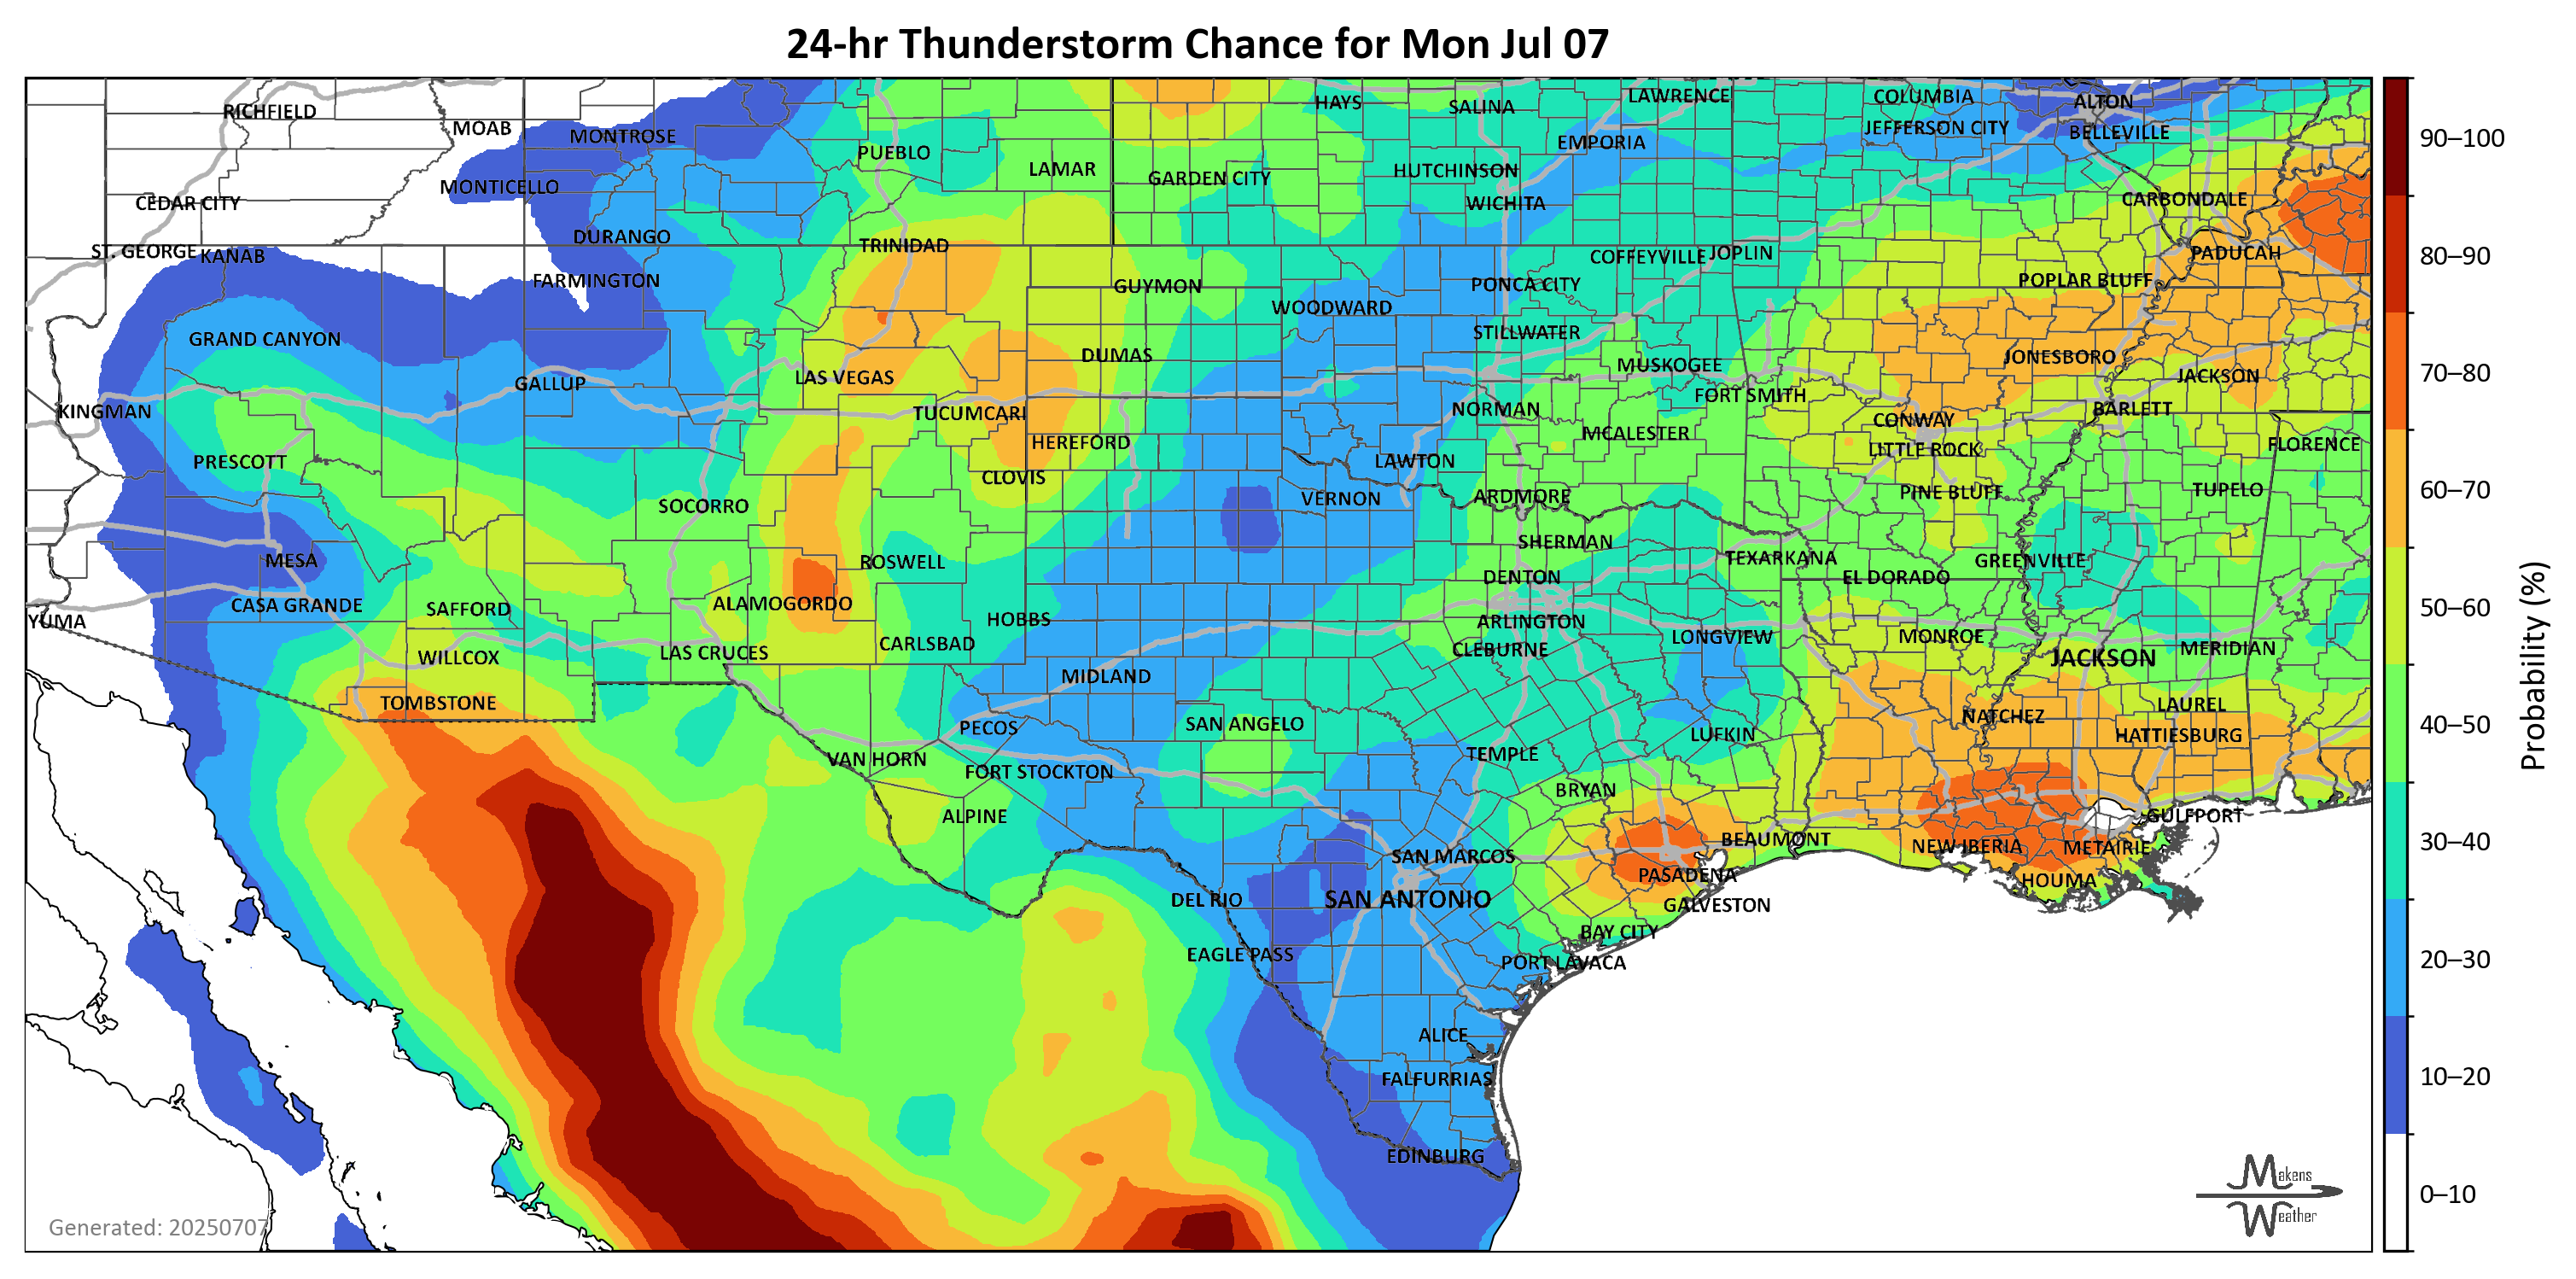 24-hr Thunderstorm Chance for Mon Jul 07
RICHFIELD
MOAB
MONTROSE
PUEBLO
LAMAR
HAYS
SALINA
LAWRENCE
COLUMBIA
ALTON
JEFFERSON CITY
BELLEVILLE
EMPORIA
HUTCHINSON
GARDEN CITY
MONTICELLO
CEDAR CITY
WICHITA
CARBONDALE
DURANGO
TRINIDAD
ST. GEORGE
KANAB
COFFEYVILLE
JOPLIN
PADUCAH
FARMINGTON
GUYMON
PONCA CITY
POPLAR BLUFF
WOODWARD
GRAND CANYON
STILLWATER
DUMAS
JONESBORO
MUSKOGEE
GALLUP
LAS VEGAS
JACKSON
FORT SMITH
KINGMAN
TUCUMCARI
NORMAN
BARLETT
CONWAY
HEREFORD
MCALESTER
LITTLE ROCK
FLORENCE
PRESCOTT
LAWTON
CLOVIS
SOCORRO
VERNON
ARDMORE
PINE BLUFF
TUPELO
MESA
ROSWELL
SHERMAN
TEXARKANA
GREENVILLE
DENTON
EL DORADO
CASA GRANDE
SAFFORD
ALAMOGORDO
HOBBS
YUMA
ARLINGTON
CARLSBAD
LONGVIEW
MONROE
CLEBURNE
MERIDIAN
WILLCOX
LAS CRUCES
JACKSON
MIDLAND
TOMBSTONE
LAUREL
NATCHEZ
PECOS
SAN ANGELO
LUFKIN
HATTIESBURG
TEMPLE
VAN HORN
FORT STOCKTON
BRYAN
ALPINE
GULFPORT
BEAUMONT
NEW IBERIA
METAIRIE
SAN MARCOS
PASADENA
HOUMA
DEL RIO
SAN ANTONIO
GALVESTON
BAY CITY
EAGLE PASS
PORT LAVACA
ALICE
FALFURRIAS
EDINBURG
Generated: 20250707
Makens
Weather
90–100
80–90
70–80
60–70
50–60
40–50
30–40
20–30
10–20
0–10
Probability (%)